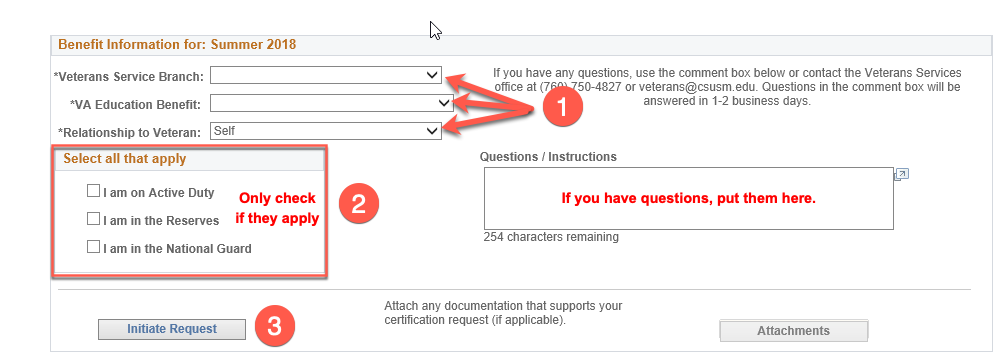 Benefit Information for: Summer 2018
*Veterans Service Branch:
*VA Education Benefit:
*Relationship to Veteran: Self
1
If you have any questions, use the comment box below or contact the Veterans Services
office at (760) 750-4827 or veterans@csusm.edu. Questions in the comment box will be
answered in 1-2 business days.
Select all that apply
I am on Active Duty
I am in the Reserves
I am in the National Guard
Only check
if they apply
2
Questions / Instructions
If you have questions, put them here.
254 characters remaining
Initiate Request
3
Attach any documentation that supports your
certification request (if applicable).
Attachments